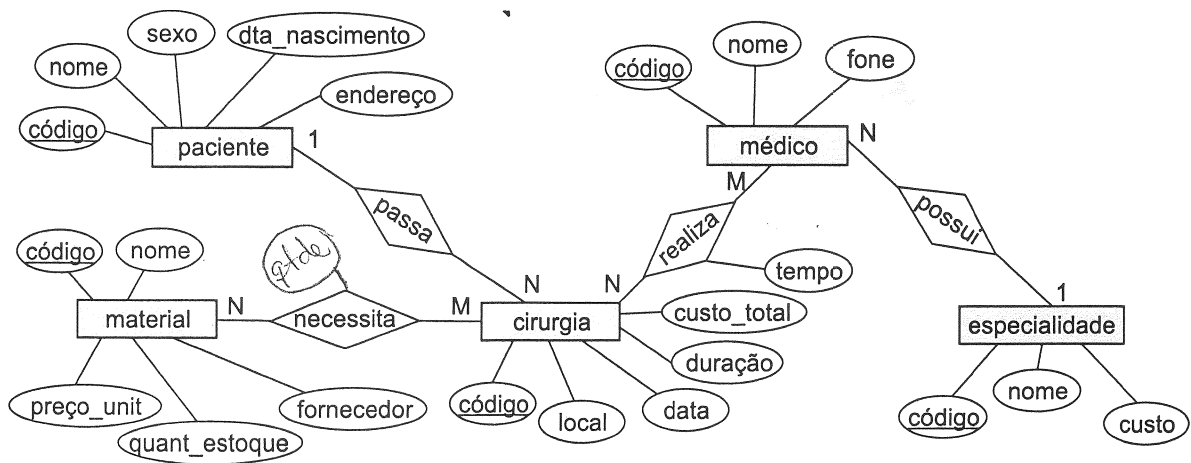 sexo
dta_nascimento
nome
endereço
código
paciente
1
passa
N
código
nome
fone
médico
N
M
possui
realiza
tempo
N
1
especialidade
código
nome
custo
código
nome
qtde
material
N
necessita
M
cirurgia
custo_total
duração
data
local
código
preço_unit
quant_estoque
fornecedor